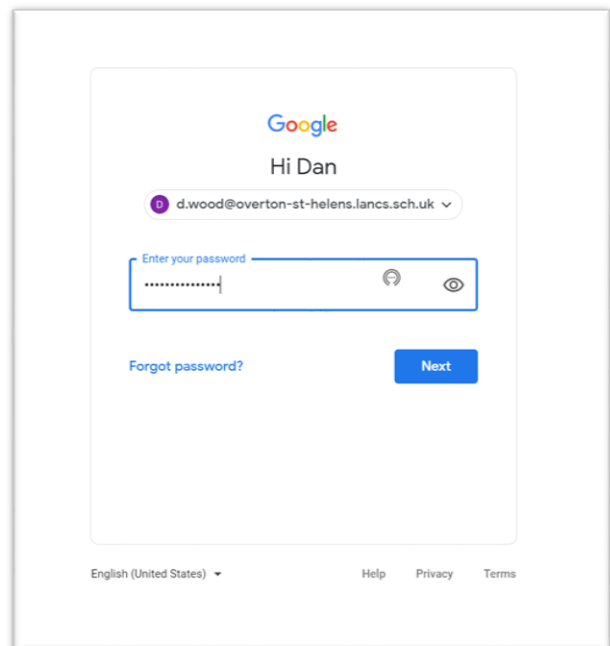 Google
Hi Dan
D d.wood@overton-st-helens.lancs.sch.uk
Enter your password
•••••••••••••••
Forgot password? Next
English (United States) Help Privacy Terms